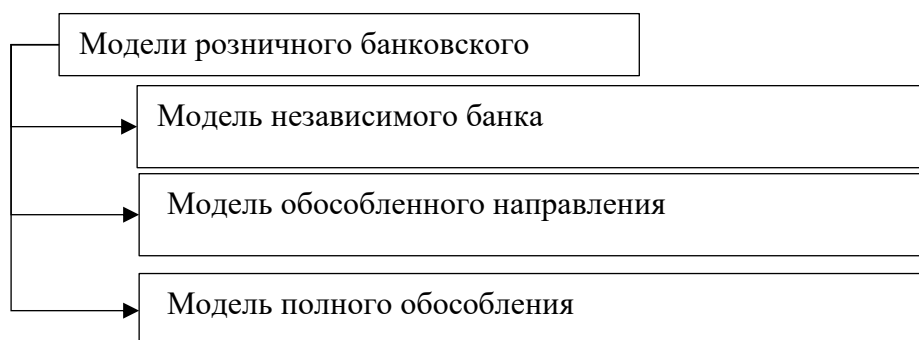 Модели розничного банковского
Модель независимого банка
Модель обособленного направления
Модель полного обособления